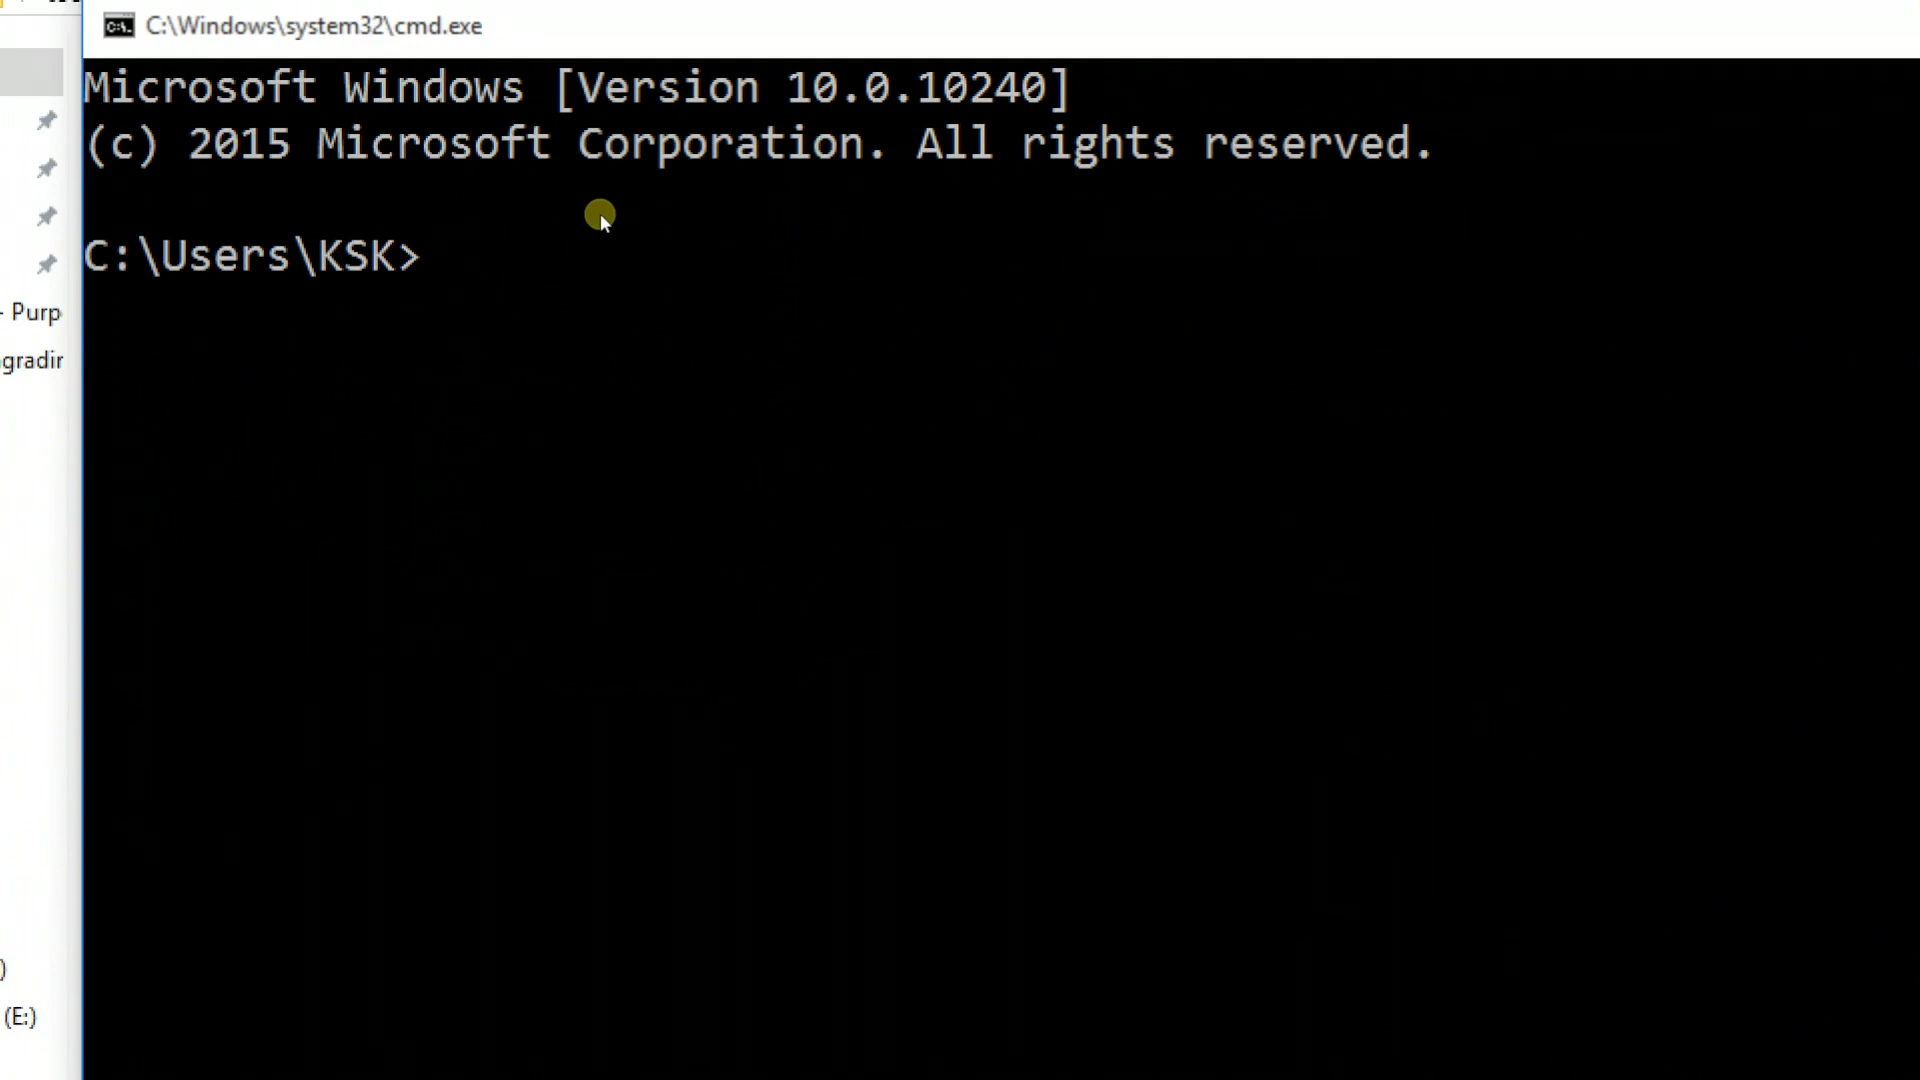 C:\Windows\system32\cmd.exe
Microsoft Windows [Version 10.0.10240]
(c) 2015 Microsoft Corporation. All rights reserved.
C:\Users\KSK>
- Purp
gradir
)
(E:)